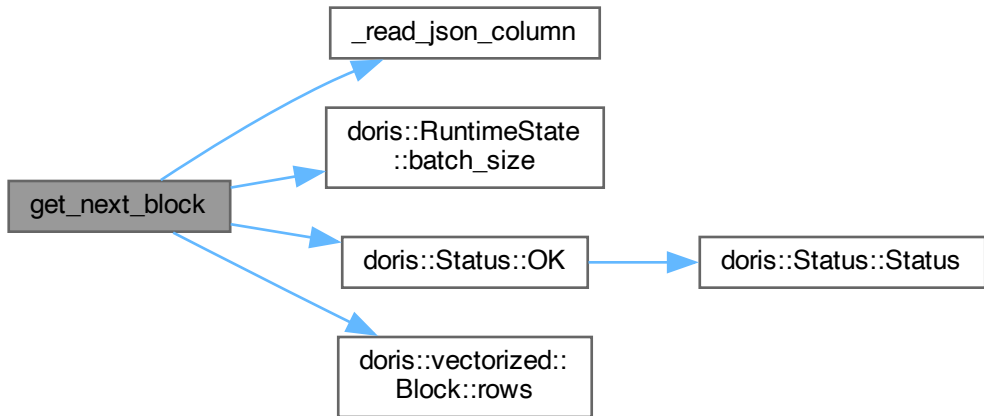 _read_json_column
doris::RuntimeState
::batch_size
get_next_block
doris::Status::OK
doris::Status::Status
doris::vectorized::
Block::rows